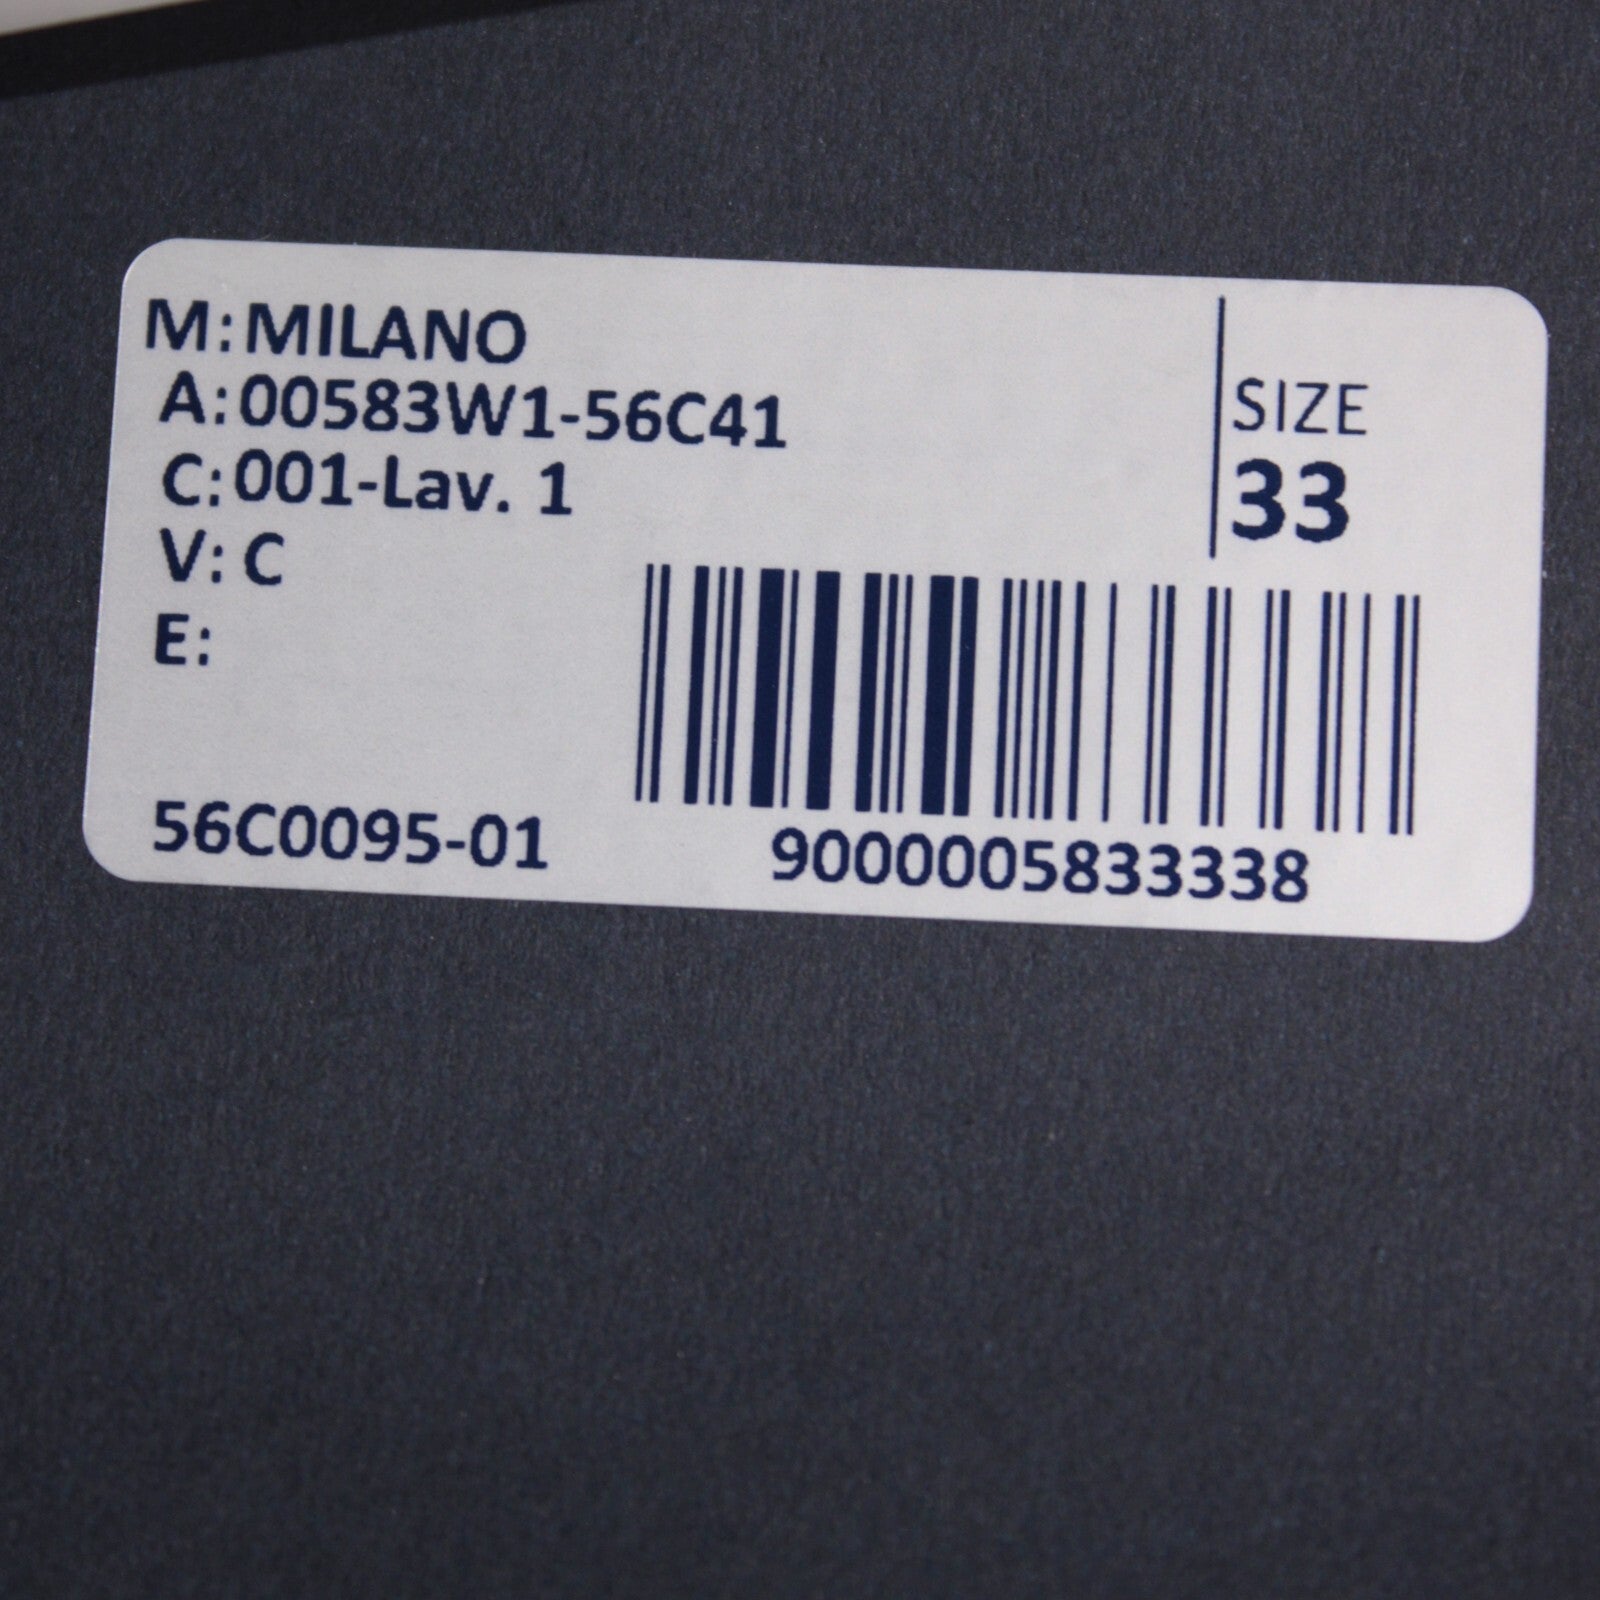 M: MILANO
A: 00583W1-56C41
C: 001-Lav. 1
V: C
E:
SIZE
33
56C0095-01
9000005833338